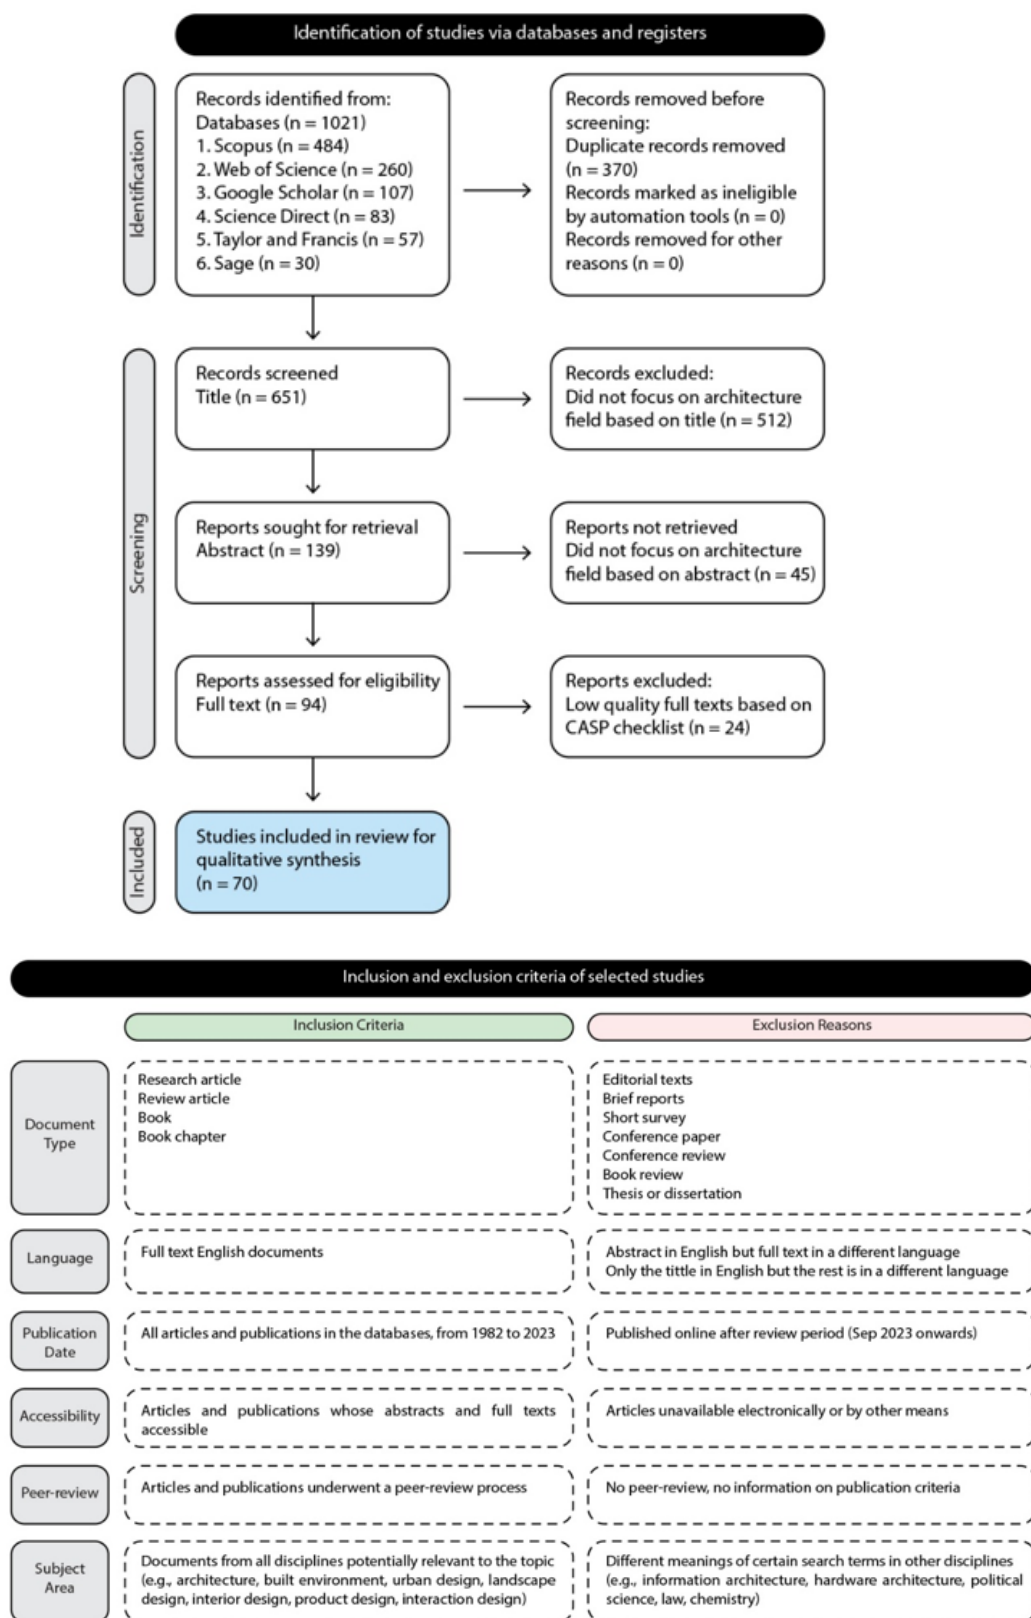 Identification of studies via databases and registers
Identification
Records identified from:
Databases (n = 1021)
1. Scopus (n = 484)
2. Web of Science (n = 260)
3. Google Scholar (n = 107)
4. Science Direct (n = 83)
5. Taylor and Francis (n = 57)
6. Sage (n = 30)
Records removed before
screening:
Duplicate records removed
(n = 370)
Records marked as ineligible
by automation tools (n = 0)
Records removed for other
reasons (n = 0)
Screening
Records screened
Title (n = 651)
Records excluded:
Did not focus on architecture
field based on title (n = 512)
Reports sought for retrieval
Abstract (n = 139)
Reports not retrieved
Did not focus on architecture
field based on abstract (n = 45)
Reports assessed for eligibility
Full text (n = 94)
Reports excluded:
Low quality full texts based on
CASP checklist (n = 24)
Included
Studies included in review for
qualitative synthesis
(n = 70)
Inclusion and exclusion criteria of selected studies
Inclusion Criteria
Exclusion Reasons
Document
Type
Research article
Review article
Book
Book chapter
Editorial texts
Brief reports
Short survey
Conference paper
Conference review
Book review
Thesis or dissertation
Language
Full text English documents
Abstract in English but full text in a different language
Only the tittle in English but the rest is in a different language
Publication
Date
All articles and publications in the databases, from 1982 to 2023
Published online after review period (Sep 2023 onwards)
Accessibility
Articles and publications whose abstracts and full texts
accessible
Articles unavailable electronically or by other means
Peer-review
Articles and publications underwent a peer-review process
No peer-review, no information on publication criteria
Subject
Area
Documents from all disciplines potentially relevant to the topic
(e.g., architecture, built environment, urban design, landscape
design, interior design, product design, interaction design)
Different meanings of certain search terms in other disciplines
(e.g., information architecture, hardware architecture, political
science, law, chemistry)